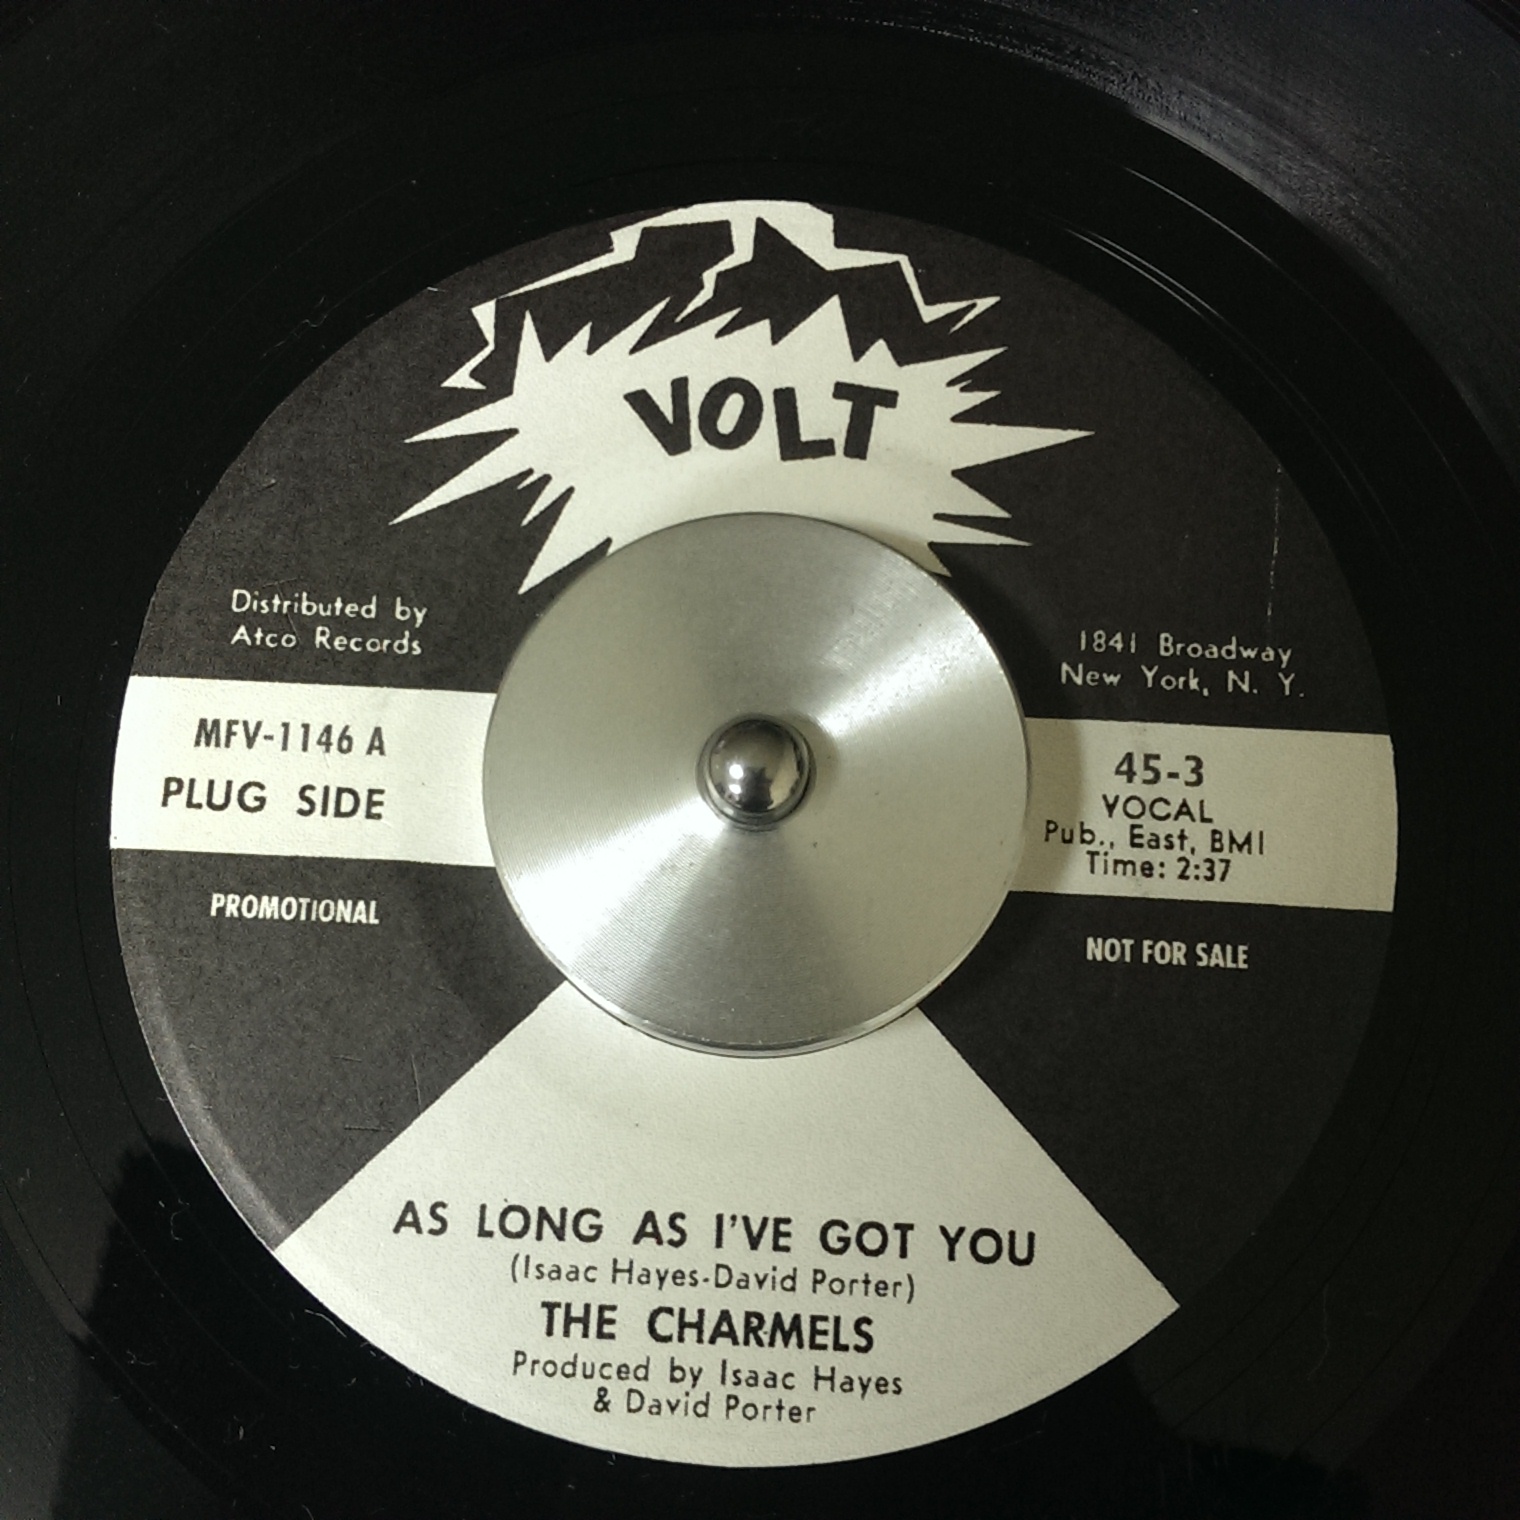 VOLT
Distributed by
Atco Records
1841 Broadway
New York, N. Y.
MFV-1146 A
PLUG SIDE
45-3
VOCAL
Pub., East, BMI
Time: 2:37
PROMOTIONAL
NOT FOR SALE
AS LONG AS I'VE GOT YOU
(Isaac Hayes-David Porter)
THE CHARMELS
Produced by Isaac Hayes
& David Porter